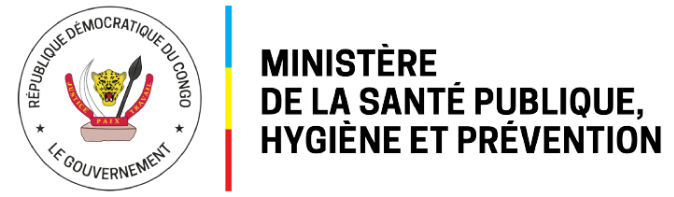 RÉPUBLIQUE DÉMOCRATIQUE DU CONGO
JUSTICE PAIX TRAVAIL
LE GOUVERNEMENT
MINISTÈRE
DE LA SANTÉ PUBLIQUE,
HYGIÈNE ET PRÉVENTION